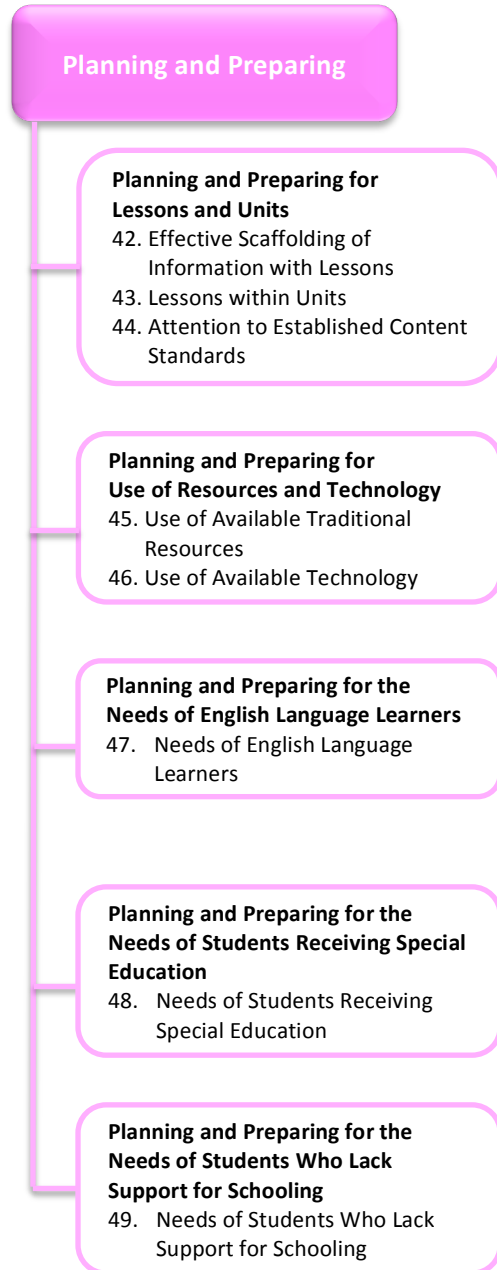 Planning and Preparing
Planning and Preparing for
Lessons and Units
42. Effective Scaffolding of
Information with Lessons
43. Lessons within Units
44. Attention to Established Content
Standards
Planning and Preparing for
Use of Resources and Technology
45. Use of Available Traditional
Resources
46. Use of Available Technology
Planning and Preparing for the
Needs of English Language Learners
47. Needs of English Language
Learners
Planning and Preparing for the
Needs of Students Receiving Special
Education
48. Needs of Students Receiving
Special Education
Planning and Preparing for the
Needs of Students Who Lack
Support for Schooling
49. Needs of Students Who Lack
Support for Schooling